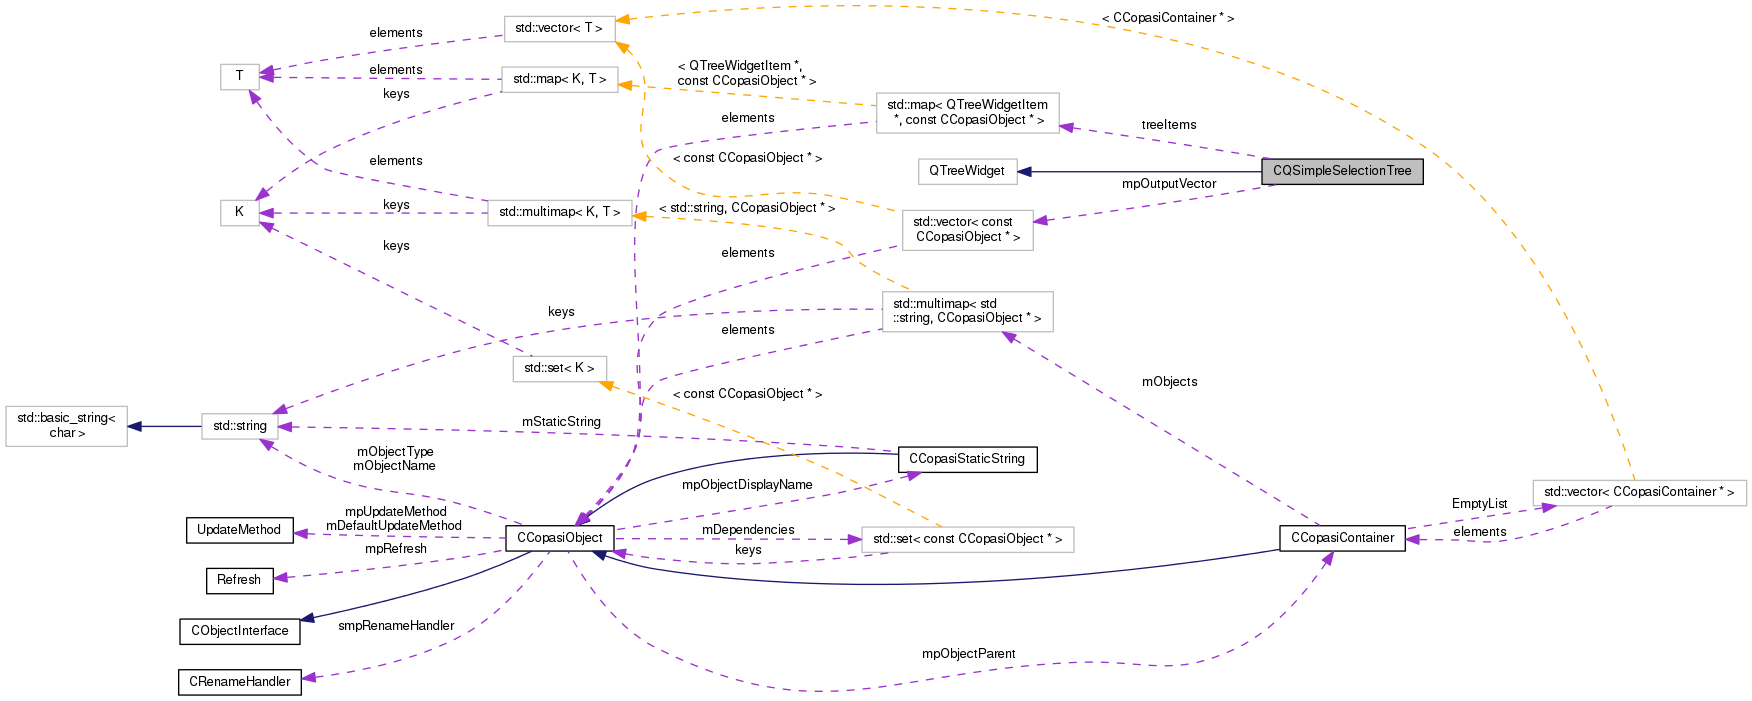 < CCopasiContainer * >
std::vector< T >
elements
T
elements
std::map< K, T >
< QTreeWidgetItem *,
const CCopasiObject * >
keys
std::map< QTreeWidgetItem
*, const CCopasiObject * >
elements
treeItems
elements
< const CCopasiObject * >
QTreeWidget
CQSimpleSelectionTree
mpOutputVector
K
keys
std::multimap< K, T >
< std::string, CCopasiObject * >
std::vector< const
CCopasiObject * >
keys
elements
keys
std::multimap< std
::string, CCopasiObject * >
elements
std::set< K >
mObjects
< const CCopasiObject * >
std::basic_string<
char >
std::string
mStaticString
mObjectType
mObjectName
CCopasiStaticString
mpObjectDisplayName
std::vector< CCopasiContainer * >
EmptyList
mpUpdateMethod
mDefaultUpdateMethod
UpdateMethod
CCopasiObject
mDependencies
std::set< const CCopasiObject * >
CCopasiContainer
elements
mpRefresh
keys
Refresh
CObjectInterface
smpRenameHandler
mpObjectParent
CRenameHandler